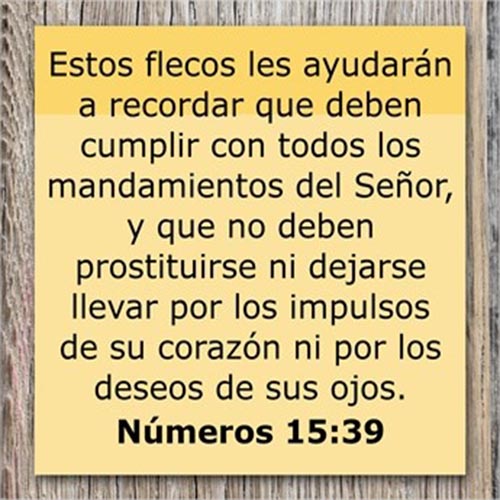 Estos flecos les ayudarán
a recordar que deben
cumplir con todos los
mandamientos del Señor,
y que no deben
prostituirse ni dejarse
llevar por los impulsos
de su corazón ni por los
deseos de sus ojos.
Números 15:39